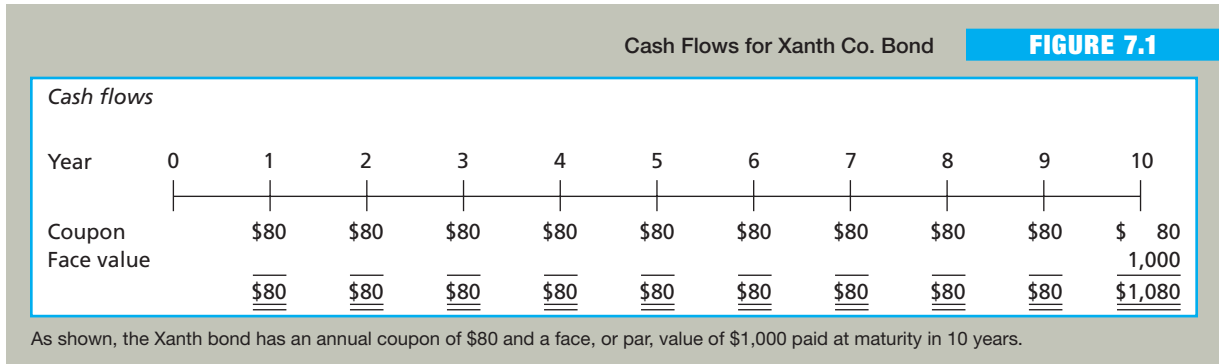 Cash Flows for Xanth Co. Bond FIGURE 7.1
Cash flows
Year 0 1 2 3 4 5 6 7 8 9 10
Coupon $80 $80 $80 $80 $80 $80 $80 $80 $80 $ 80
Face value 1,000
$80 $80 $80 $80 $80 $80 $80 $80 $80 $1,080
As shown, the Xanth bond has an annual coupon of $80 and a face, or par, value of $1,000 paid at maturity in 10 years.